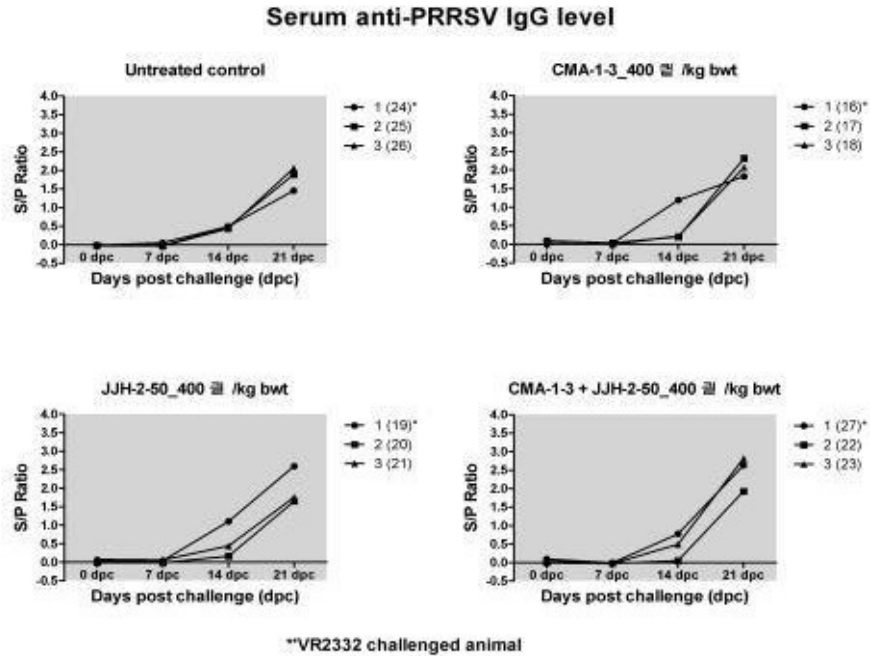 Serum anti-PRRSV IgG level
Untreated control
S/P Ratio
4.0
3.5
3.0
2.5
2.0
1.5
1.0
0.5
0.0
-0.5
0 dpc 7 dpc 14 dpc 21 dpc
Days post challenge (dpc)
1 (24)*
2 (25)
3 (26)
CMA-1-3_400 /kg bwt
S/P Ratio
4.0
3.5
3.0
2.5
2.0
1.5
1.0
0.5
0.0
-0.5
0 dpc 7 dpc 14 dpc 21 dpc
Days post challenge (dpc)
1 (16)*
2 (17)
3 (18)
JJH-2-50_400 /kg bwt
S/P Ratio
4.0
3.5
3.0
2.5
2.0
1.5
1.0
0.5
0.0
-0.5
0 dpc 7 dpc 14 dpc 21 dpc
Days post challenge (dpc)
1 (19)*
2 (20)
3 (21)
CMA-1-3 + JJH-2-50_400 /kg bwt
S/P Ratio
4.0
3.5
3.0
2.5
2.0
1.5
1.0
0.5
0.0
-0.5
0 dpc 7 dpc 14 dpc 21 dpc
Days post challenge (dpc)
1 (27)*
2 (22)
3 (23)
*"VR2332 challenged animal